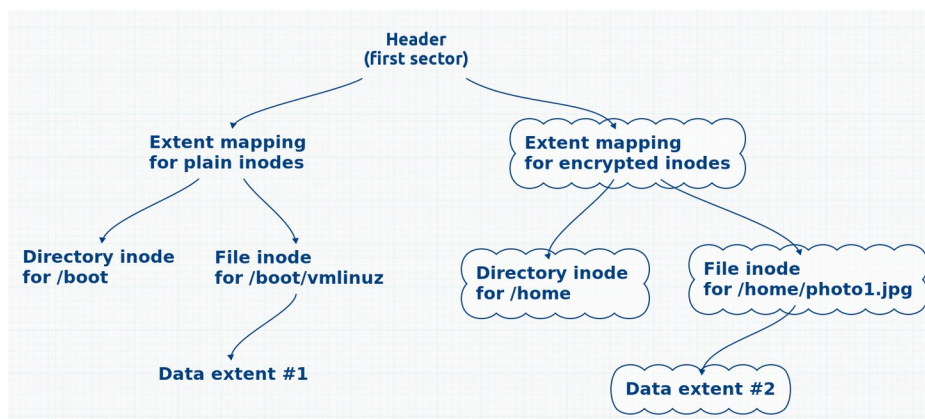 Header
(first sector)
Extent mapping
for plain inodes
Extent mapping
for encrypted inodes
Directory inode
for /boot
File inode
for /boot/vmlinuz
Directory inode
for /home
File inode
for /home/photo1.jpg
Data extent #1
Data extent #2